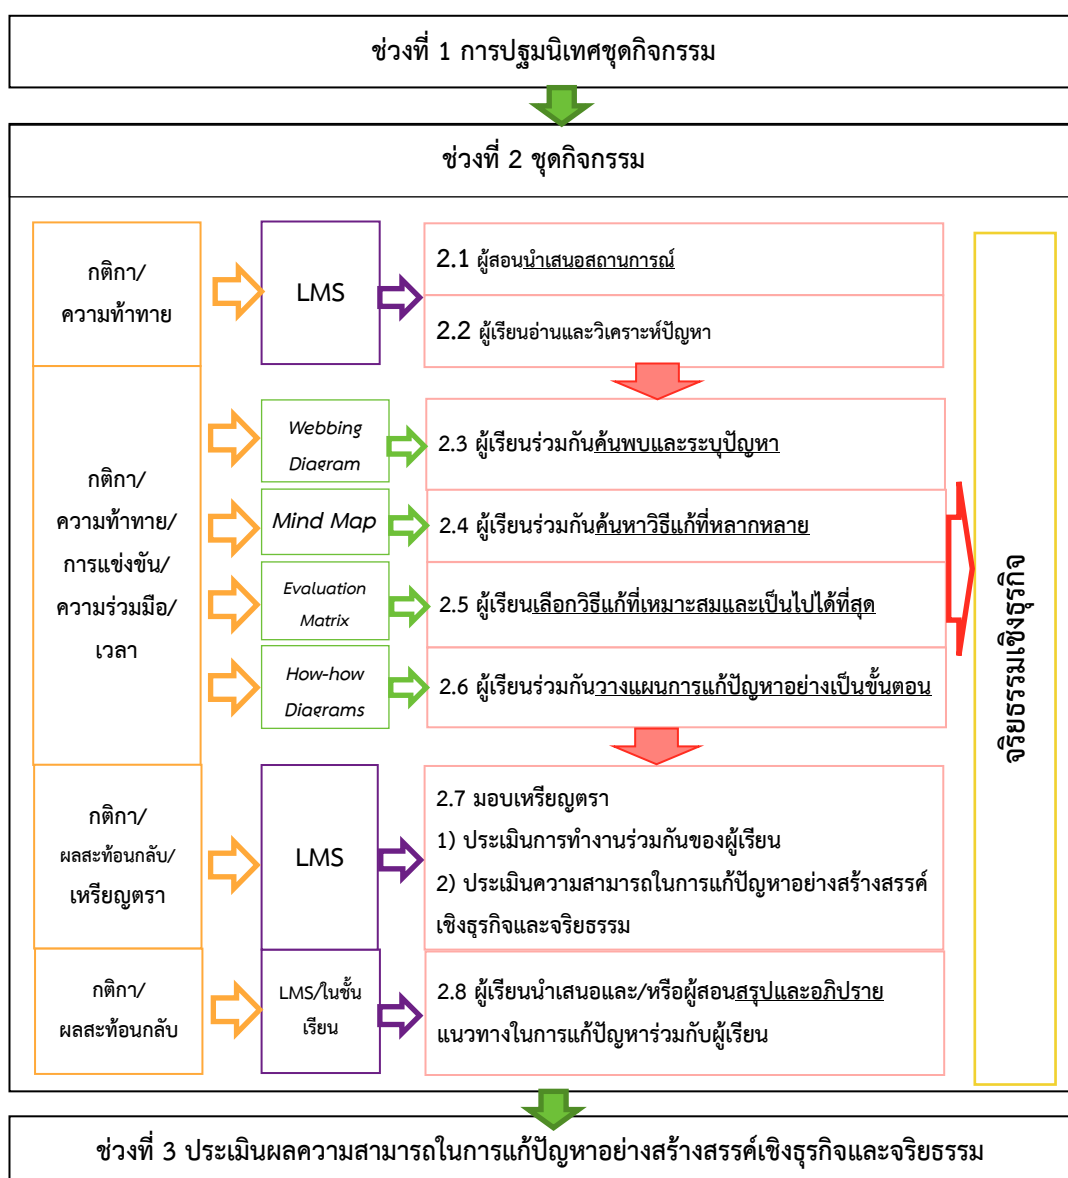 ช่วงที่ 1 การปฐมนิเทศชุดกิจกรรม
ช่วงที่ 2 ชุดกิจกรรม
กติกา/
ความท้าทาย
LMS
2.1 ผู้สอนนำเสนอสถานการณ์
2.2 ผู้เรียนอ่านและวิเคราะห์ปัญหา
กติกา/
ความท้าทาย/
การแข่งขัน/
ความร่วมมือ/
เวลา
Webbing
Diagram
2.3 ผู้เรียนร่วมกันค้นพบและระบุปัญหา
Mind Map
2.4 ผู้เรียนร่วมกันค้นหาวิธีแก้ที่หลากหลาย
Evaluation
Matrix
2.5 ผู้เรียนเลือกวิธีแก้ที่เหมาะสมและเป็นไปได้ที่สุด
How-how
Diagrams
2.6 ผู้เรียนร่วมกันวางแผนการแก้ปัญหาอย่างเป็นขั้นตอน
กติกา/
ผลสะท้อนกลับ/
เหรียญตรา
LMS
2.7 มอบเหรียญตรา
1) ประเมินการทำงานร่วมกันของผู้เรียน
2) ประเมินความสามารถในการแก้ปัญหาอย่างสร้างสรรค์
เชิงธุรกิจและจริยธรรม
กติกา/
ผลสะท้อนกลับ
LMS/ในชั้น
เรียน
2.8 ผู้เรียนนำเสนอและ/หรือผู้สอนสรุปและอภิปราย
แนวทางในการแก้ปัญหาร่วมกับผู้เรียน
จริยธรรมเชิงธุรกิจ
ช่วงที่ 3 ประเมินผลความสามารถในการแก้ปัญหาอย่างสร้างสรรค์เชิงธุรกิจและจริยธรรม